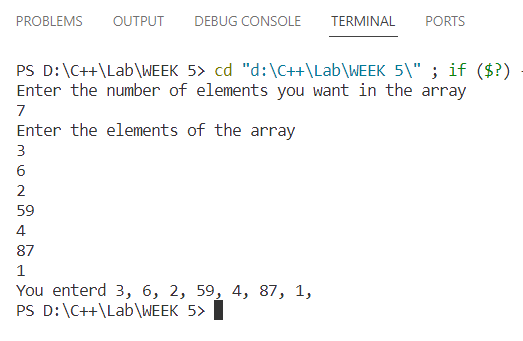 PROBLEMS OUTPUT DEBUG CONSOLE TERMINAL PORTS
PS D:\C++\Lab\WEEK 5> cd "d:\C++\Lab\WEEK 5\" ; if ($?)
Enter the number of elements you want in the array
7
Enter the elements of the array
3
6
2
59
4
87
1
You enterd 3, 6, 2, 59, 4, 87, 1,
PS D:\C++\Lab\WEEK 5>